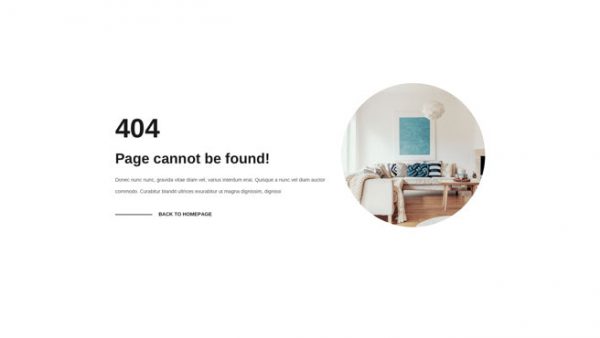 404
Page cannot be found!
Donec nunc nunc, gravida vitae diam vel, varius interdum erat. Quisque a nunc vel diam auctor
commodo. Curabitur blandit ultrices exurabitur ut magna dignissim, dignissi
BACK TO HOMEPAGE